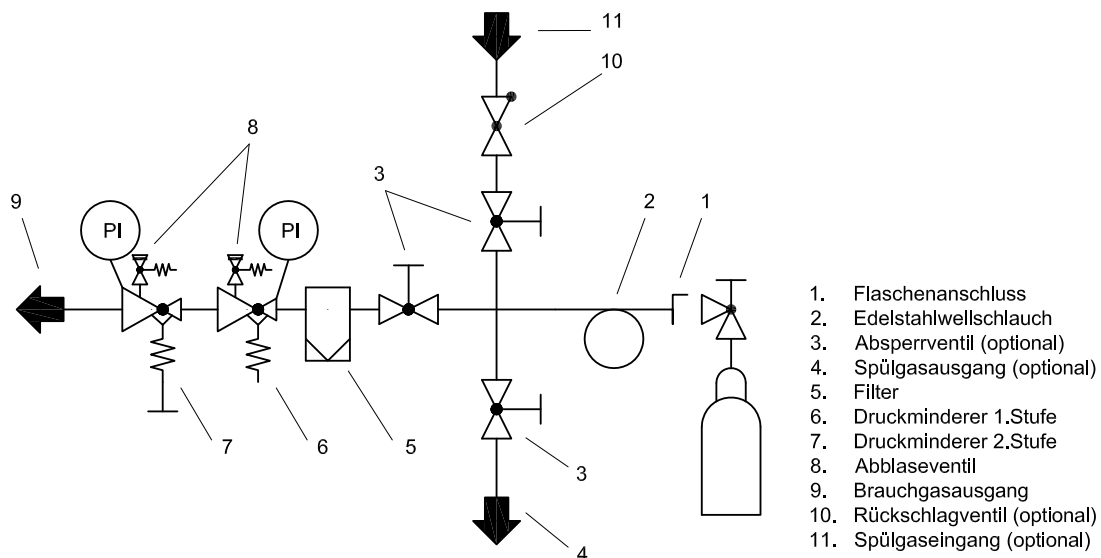 11
10
8
3
9
2
1
PI
PI
7
6
5
3
4
1. Flaschenanschluss
2. Edelstahlwellschlauch
3. Absperrventil (optional)
4. Spülgasausgang (optional)
5. Filter
6. Druckminderer 1.Stufe
7. Druckminderer 2.Stufe
8. Abblaseventil
9. Brauchgasausgang
10. Rückschlagventil (optional)
11. Spülgaseingang (optional)